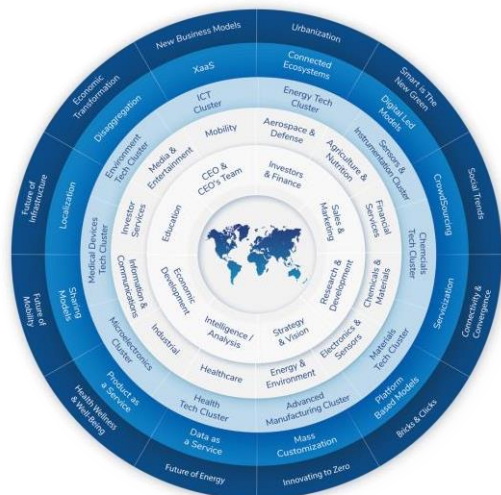 New Business Models
Urbanization
Smart is The
New Green
Social Trends
Connectivity &
Convergence
Bricks & Clicks
Innovating to Zero
Future of Energy
Health Wellness
& Well-Being
Future of
Mobility
Future of
Infrastructure
Economic
Transformation
XaaS
Connected
Ecosystems
Digital Led
Models
CrowdSourcing
Servicization
Platform
Based Models
Mass
Customization
Data as
a Service
Product as
a Service
Sharing
Models
Localization
Disaggregation
ICT
Cluster
Energy Tech
Cluster
Sensors &
Instrumentation Cluster
Chemcials
Tech Cluster
Materials
Tech Cluster
Advanced
Manufacturing Cluster
Health
Tech Cluster
Microelectronics
Cluster
Medical Devices
Tech Cluster
Environment
Tech Cluster
Mobility
Aerospace &
Defense
Agriculture &
Nutrition
Financial
Services
Chemicals &
Materials
Electronics &
Sensors
Energy &
Environment
Healthcare
Industrial
Information &
Communications
Investor
Services
Media &
Entertainment
CEO &
CEO's Team
Investors
& Finance
Sales &
Marketing
Research &
Development
Strategy
& Vision
Intelligence /
Analysis
Economic
Development
Education